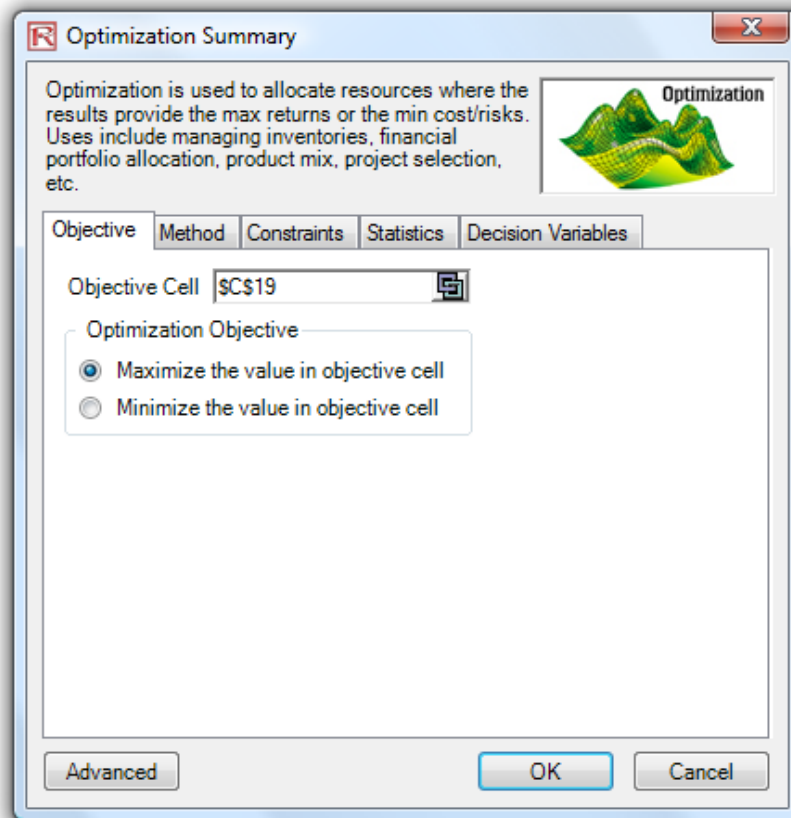 R Optimization Summary
X
Optimization is used to allocate resources where the
results provide the max returns or the min cost/risks.
Uses include managing inventories, financial
portfolio allocation, product mix, project selection,
etc.
Optimization
Objective Method Constraints Statistics Decision Variables
Objective Cell $C$19
Optimization Objective
Maximize the value in objective cell
Minimize the value in objective cell
Advanced OK Cancel